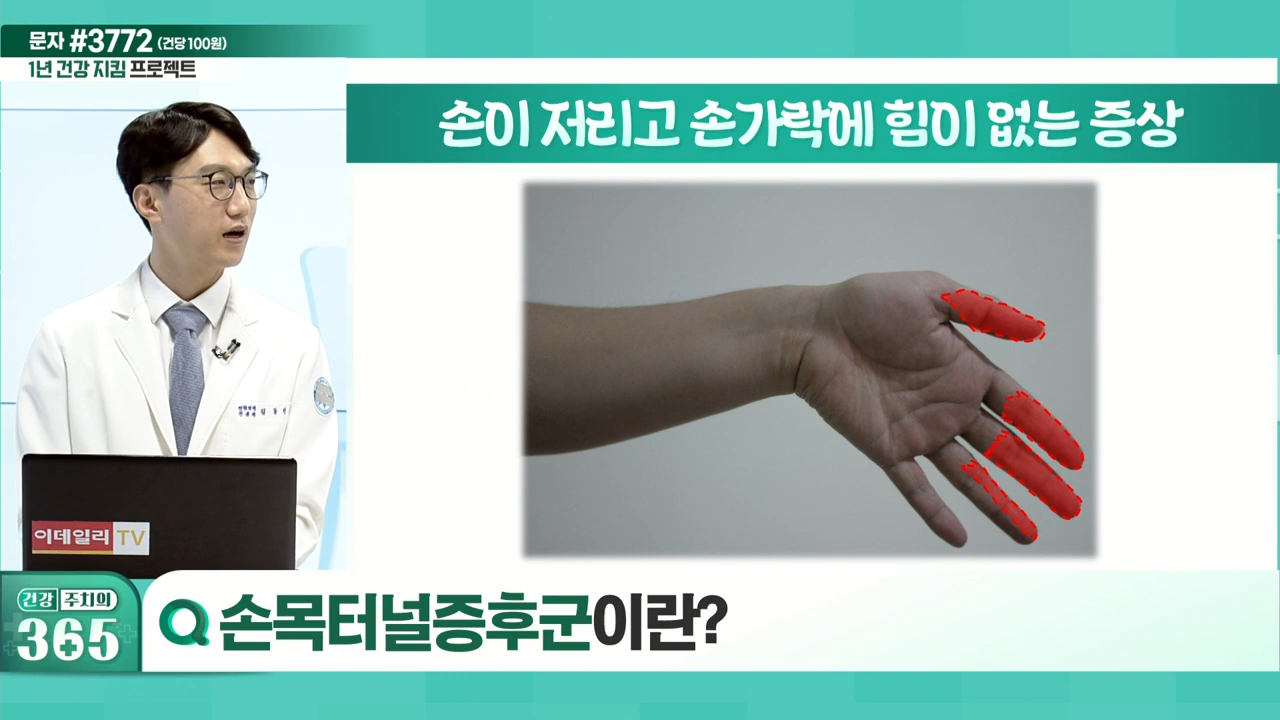 문자 #3772 (건당 100원)
1년 건강 지킴 프로젝트
손이 저리고 손가락에 힘이 없는 증상
이데일리 TV
건강 주치의
365
Q 손목터널증후군이란?